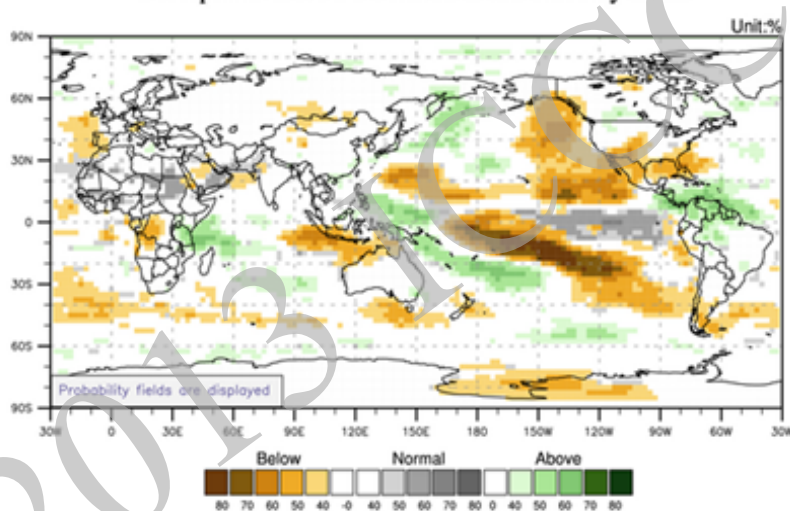 Unit:%
90N
60N
30N
0
30S
60S
90S
Probability fields are displayed
30W 0 30E 60E 90E 120E 150E 180 150W 120W 90W 60W 30W
Below Normal Above
80 70 60 50 40 -0 40 50 60 70 80 0 40 50 60 70 80
2013 ICC